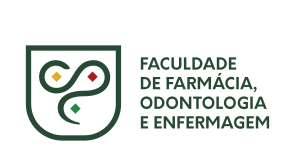 FACULDADE
DE FARMÁCIA,
ODONTOLOGIA
E ENFERMAGEM